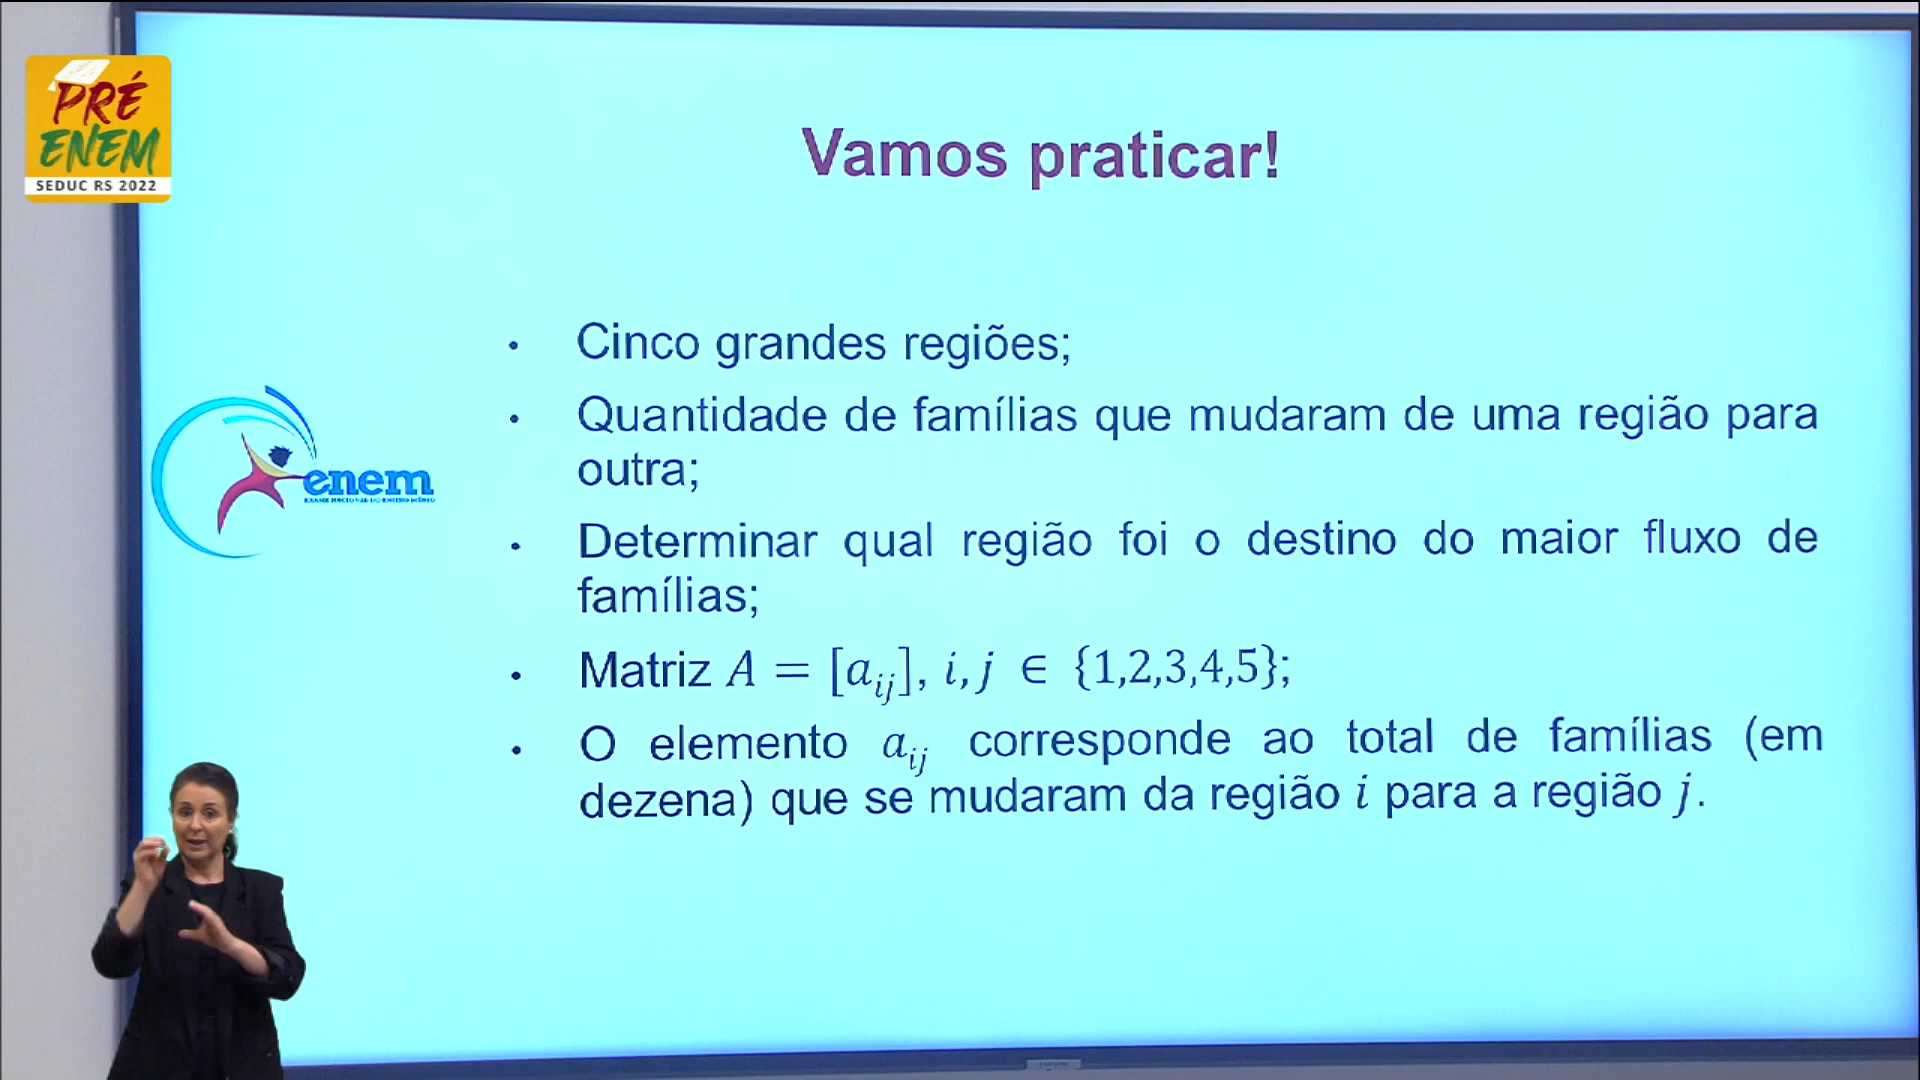 PRÉ
ENEM
SEDUC RS 2022
Vamos praticar!
• Cinco grandes regiões;
• Quantidade de famílias que mudaram de uma região para
outra;
enem
EXAME NACIONAL DO ENSINO MÉDIO
• Determinar qual região foi o destino do maior fluxo de
famílias;
• Matriz A = [aᵢⱼ], i, j ∈ {1,2,3,4,5};
• O elemento aᵢⱼ corresponde ao total de famílias (em
dezena) que se mudaram da região i para a região j.